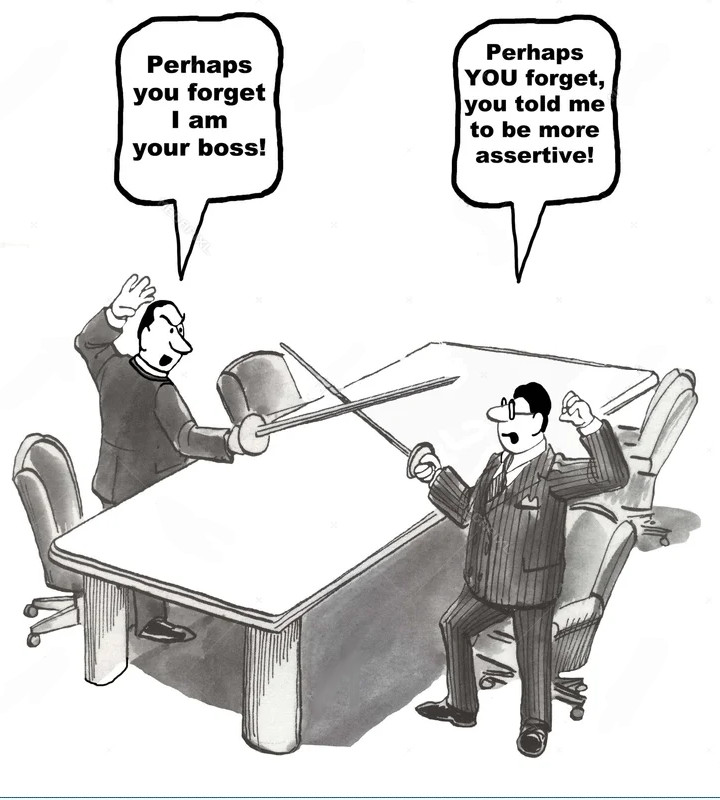 Perhaps
you forget
I am
your boss!
Perhaps
YOU forget,
you told me
to be more
assertive!